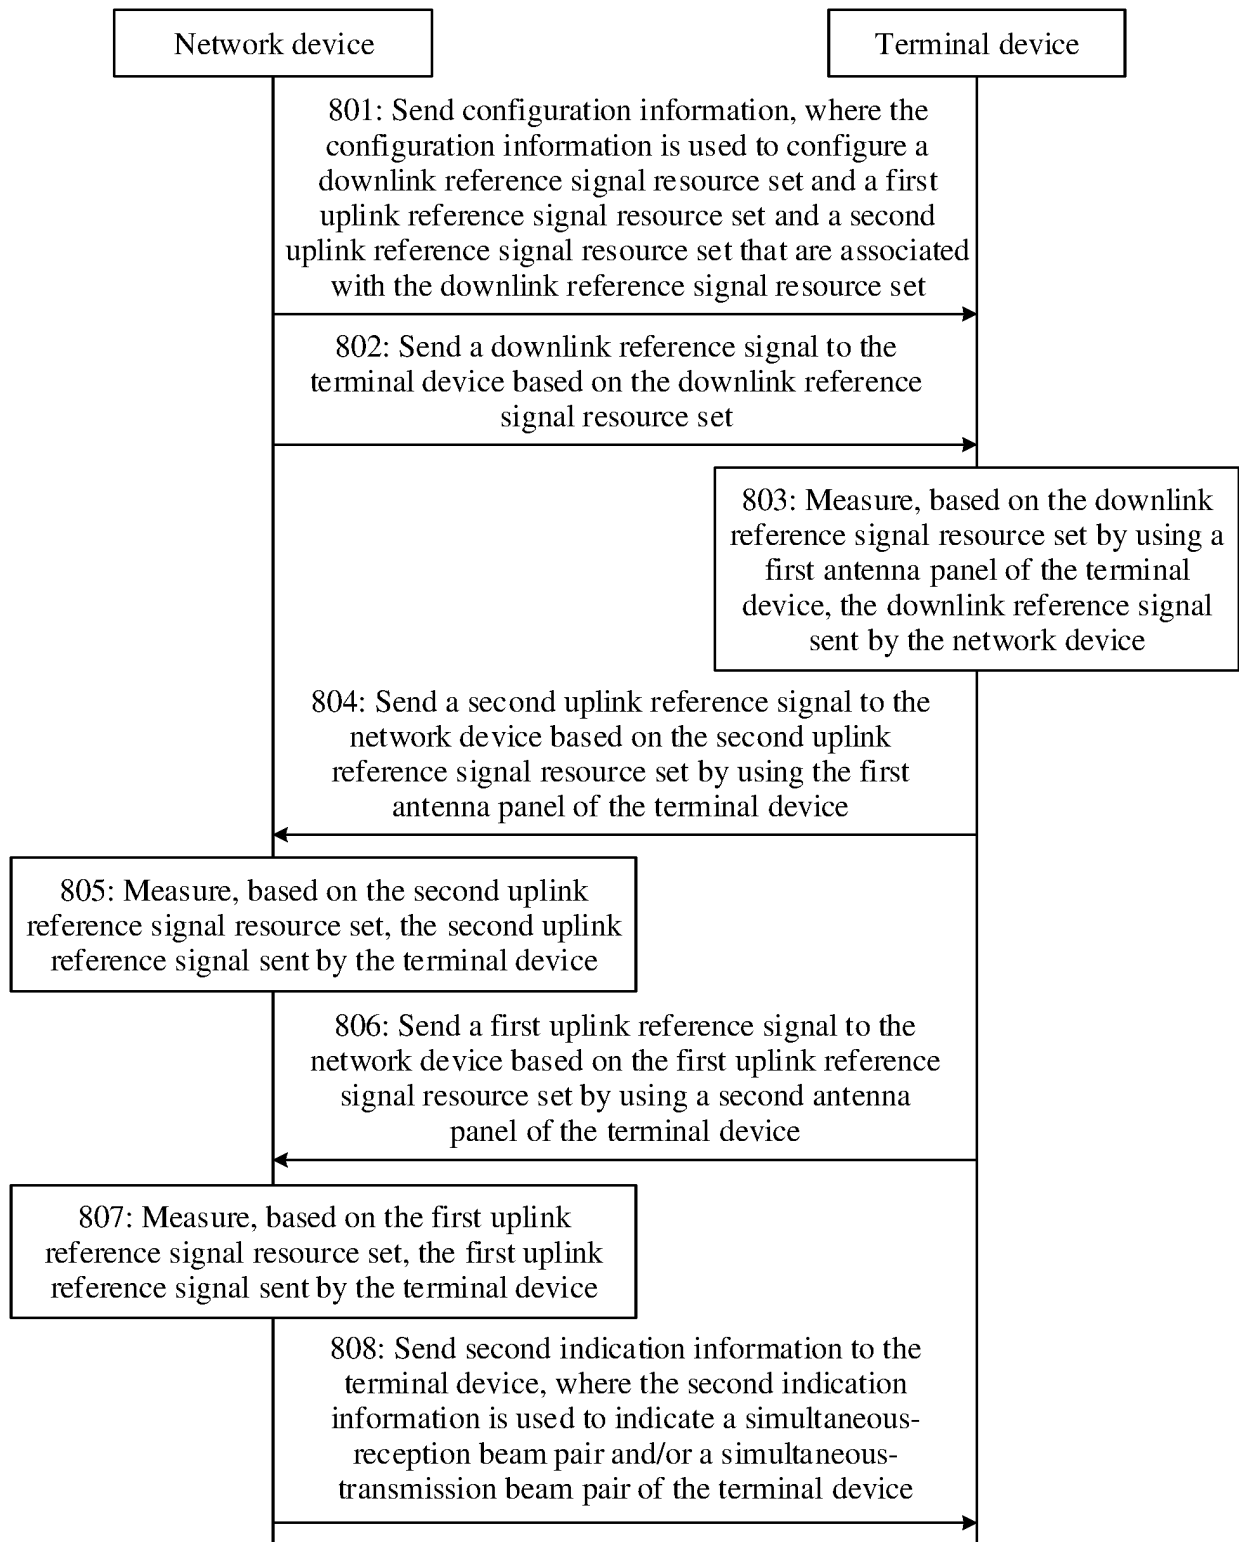 Network device
Terminal device
801: Send configuration information, where the
configuration information is used to configure a
downlink reference signal resource set and a first
uplink reference signal resource set and a second
uplink reference signal resource set that are associated
with the downlink reference signal resource set
802: Send a downlink reference signal to the
terminal device based on the downlink reference
signal resource set
803: Measure, based on the downlink
reference signal resource set by using a
first antenna panel of the terminal
device, the downlink reference signal
sent by the network device
804: Send a second uplink reference signal to the
network device based on the second uplink
reference signal resource set by using the first
antenna panel of the terminal device
805: Measure, based on the second uplink
reference signal resource set, the second uplink
reference signal sent by the terminal device
806: Send a first uplink reference signal to the
network device based on the first uplink reference
signal resource set by using a second antenna
panel of the terminal device
807: Measure, based on the first uplink
reference signal resource set, the first uplink
reference signal sent by the terminal device
808: Send second indication information to the
terminal device, where the second indication
information is used to indicate a simultaneous-
reception beam pair and/or a simultaneous-
transmission beam pair of the terminal device